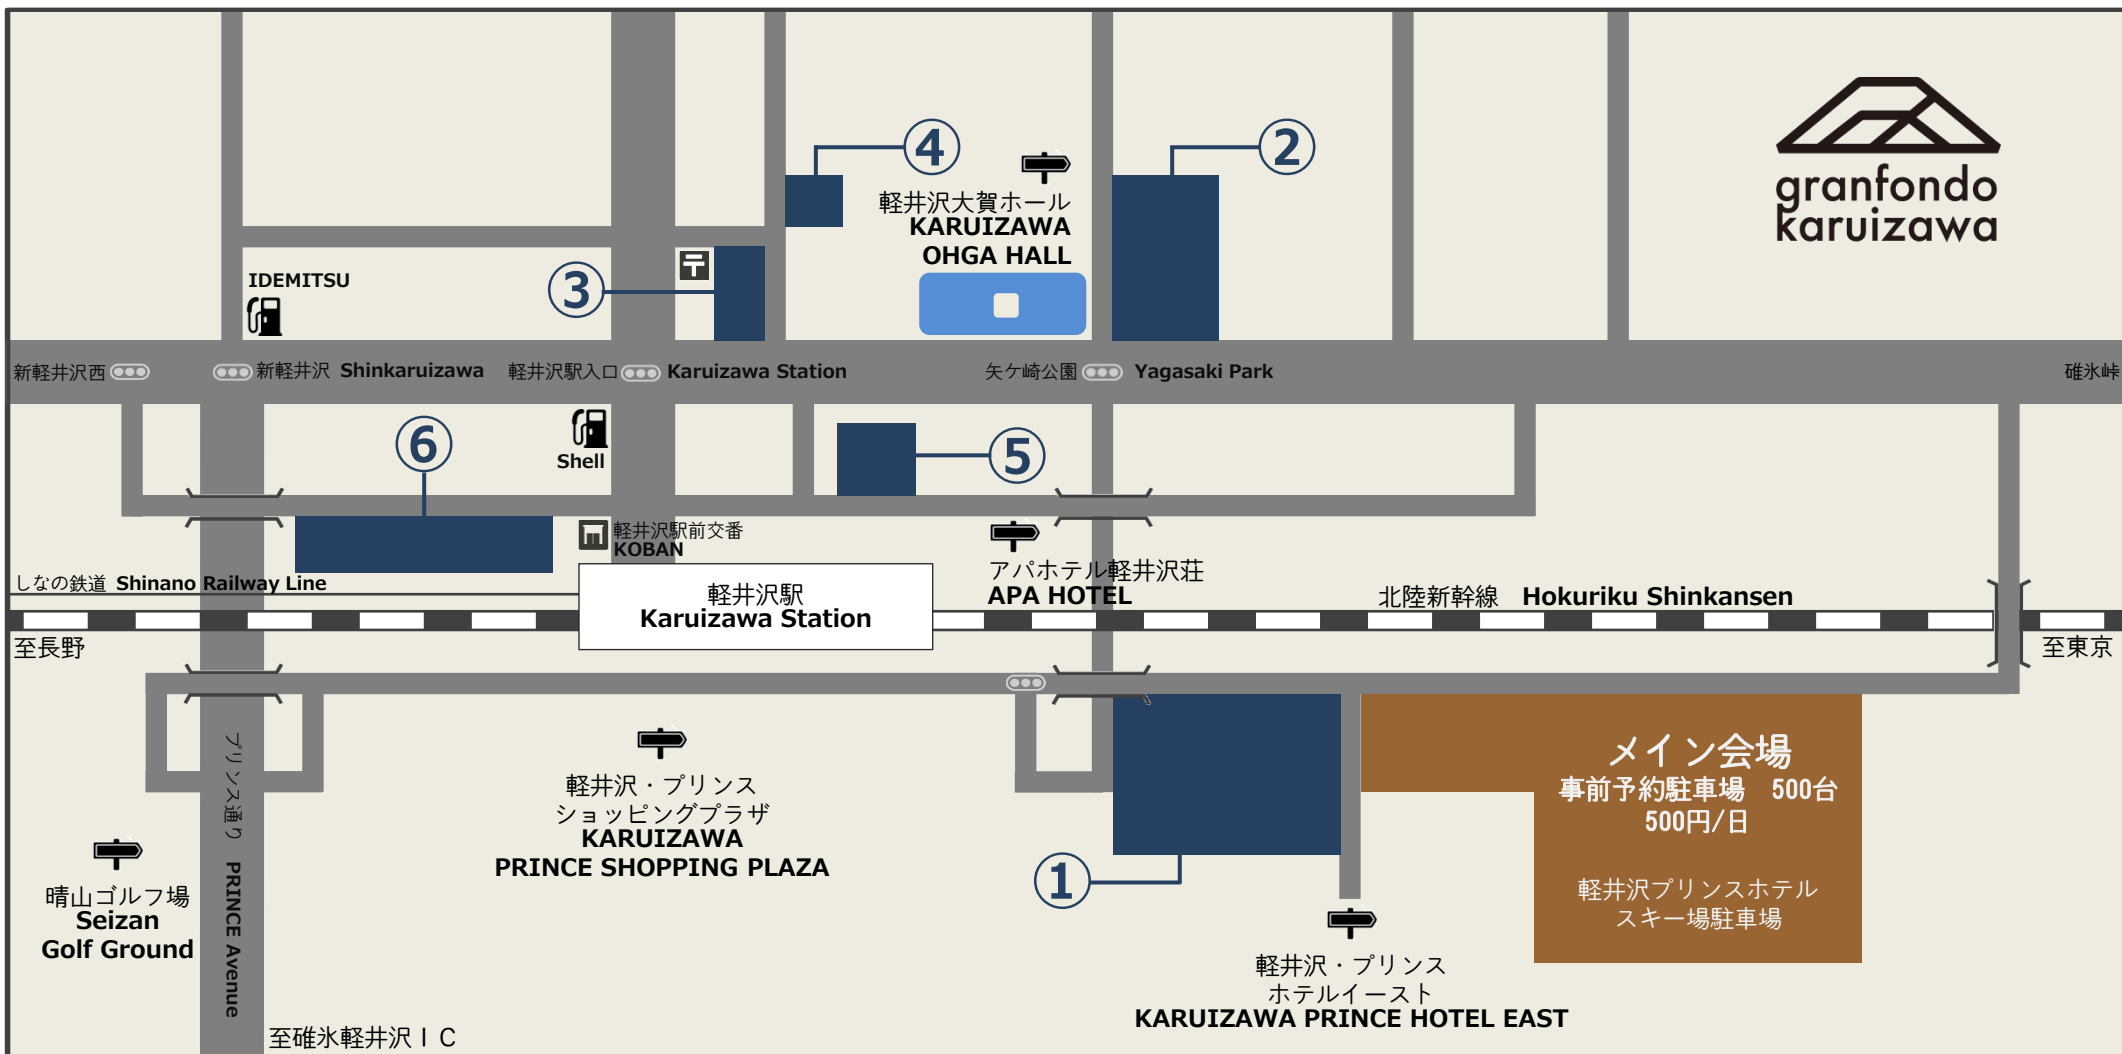 granfondo
karuizawa
④
②
軽井沢大賀ホール
KARUIZAWA
OHGA HALL
IDEMITSU
③
〒
新軽井沢西
新軽井沢 Shinkaruizawa
軽井沢駅入口
Karuizawa Station
矢ケ崎公園
Yagasaki Park
碓氷峠
⑥
Shell
⑤
軽井沢駅前交番
KOBAN
アパホテル軽井沢荘
APA HOTEL
しなの鉄道 Shinano Railway Line
軽井沢駅
Karuizawa Station
北陸新幹線 Hokuriku Shinkansen
至長野
至東京
プリンス通り PRINCE Avenue
軽井沢・プリンス
ショッピングプラザ
KARUIZAWA
PRINCE SHOPPING PLAZA
メイン会場
事前予約駐車場 500台
500円/日
軽井沢プリンスホテル
スキー場駐車場
①
晴山ゴルフ場
Seizan
Golf Ground
軽井沢・プリンス
ホテルイースト
KARUIZAWA PRINCE HOTEL EAST
至碓氷軽井沢ＩＣ